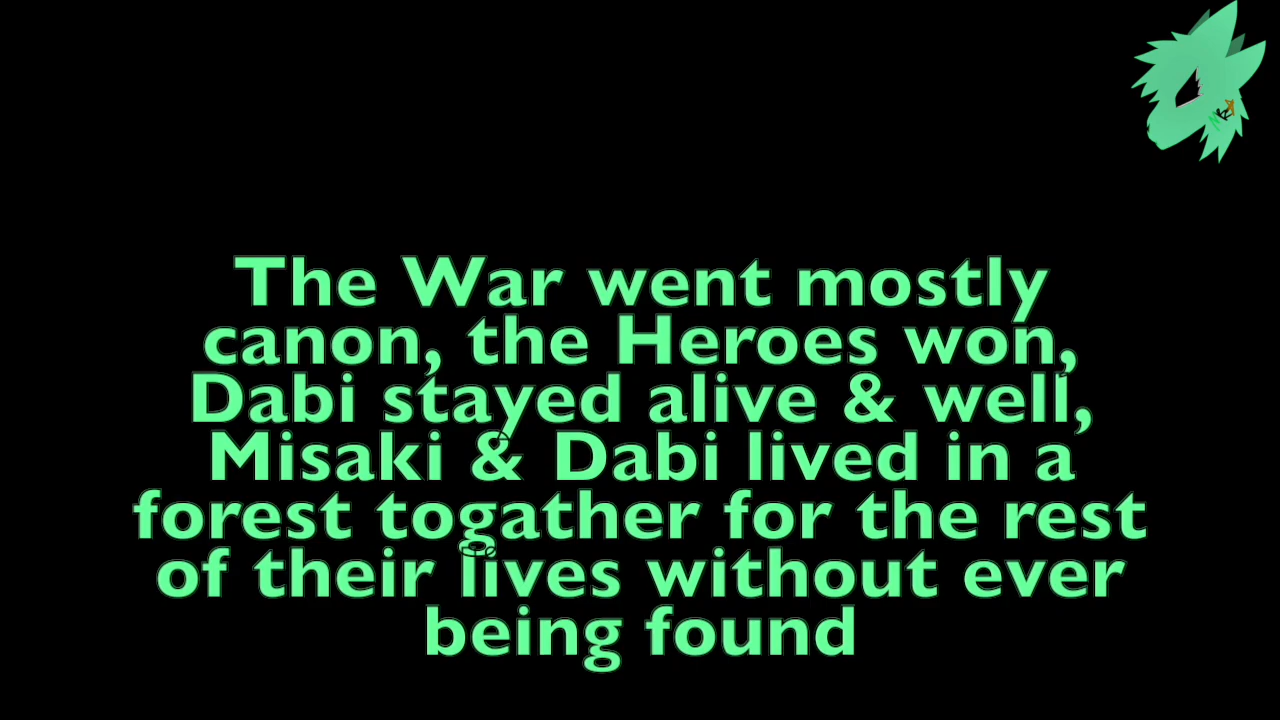 The War went mostly
canon, the Heroes won,
Dabi stayed alive & well,
Misaki & Dabi lived in a
forest togather for the rest
of their lives without ever
being found